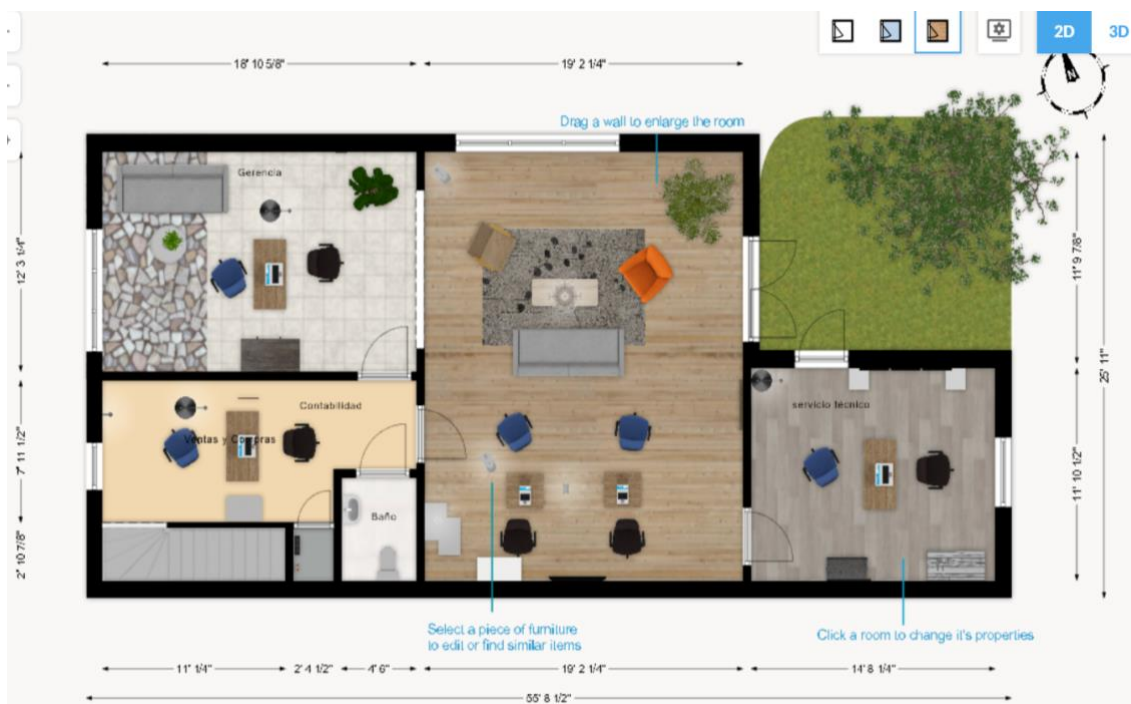 2D
3D
18' 10 5/8"
19' 2 1/4"
N
Drag a wall to enlarge the room
Gerencia
12' 3 1/4"
11' 9 7/8"
25' 11"
Contabilidad
servicio técnico
Ventas y Compras
7' 11 1/2"
11' 10 1/2"
Baño
2' 10 7/8"
Select a piece of furniture
to edit or find similar items
Click a room to change it's properties
11' 1/4"
2' 4 1/2"
4' 6"
19' 2 1/4"
14' 8 1/4"
55' 8 1/2"